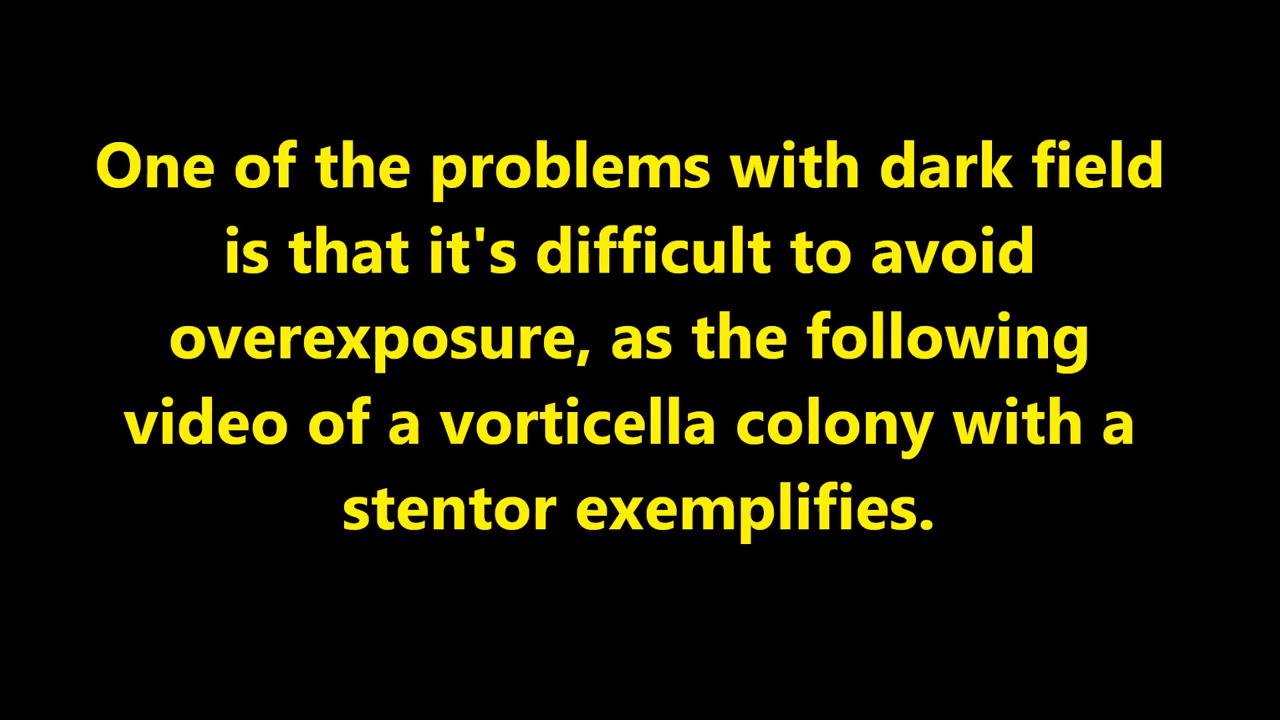 One of the problems with dark field
is that it's difficult to avoid
overexposure, as the following
video of a vorticella colony with a
stentor exemplifies.